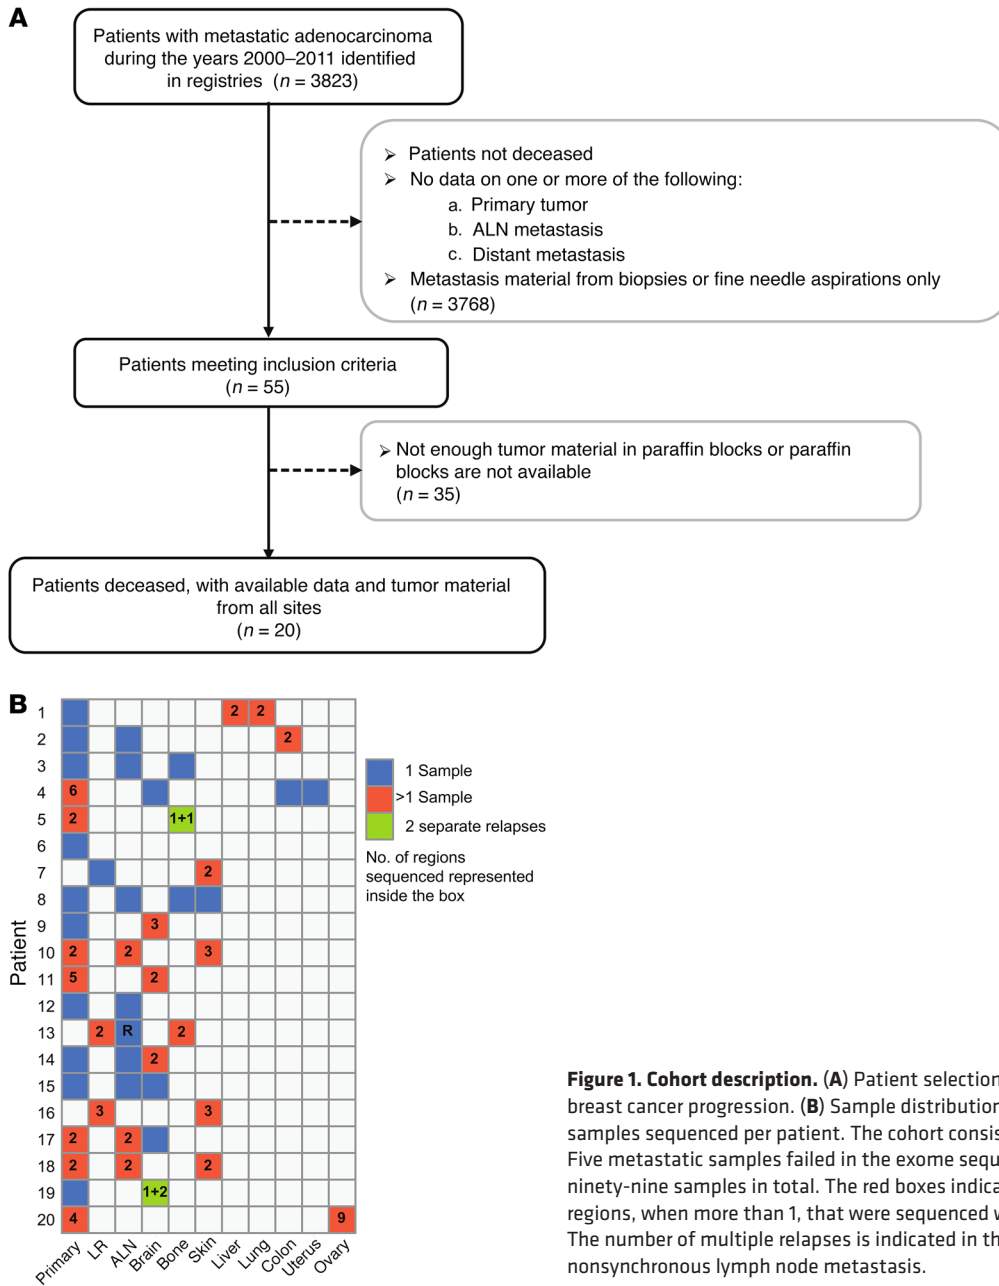 A
Patients with metastatic adenocarcinoma
during the years 2000–2011 identified
in registries (n = 3823)
➢ Patients not deceased
➢ No data on one or more of the following:
a. Primary tumor
b. ALN metastasis
c. Distant metastasis
➢ Metastasis material from biopsies or fine needle aspirations only
(n = 3768)
Patients meeting inclusion criteria
(n = 55)
➢ Not enough tumor material in paraffin blocks or paraffin
blocks are not available
(n = 35)
Patients deceased, with available data and tumor material
from all sites
(n = 20)
B
Patient
1 2 2
2 2
3
4 6
5 2 1+1
6
7 2
8
9 3
10 2 2 3
11 5 2
12
13 2 R 2
14 2
15
16 3 3
17 2 2
18 2 2 2
19 1+2
20 4 9
Primary LR ALN Brain Bone Skin Liver Lung Colon Uterus Ovary
1 Sample
>1 Sample
2 separate relapses
No. of regions
sequenced represented
inside the box
Figure 1. Cohort description. (A) Patient selection
breast cancer progression. (B) Sample distribution
samples sequenced per patient. The cohort consis
Five metastatic samples failed in the exome sequ
ninety-nine samples in total. The red boxes indica
regions, when more than 1, that were sequenced w
The number of multiple relapses is indicated in th
nonsynchronous lymph node metastasis.